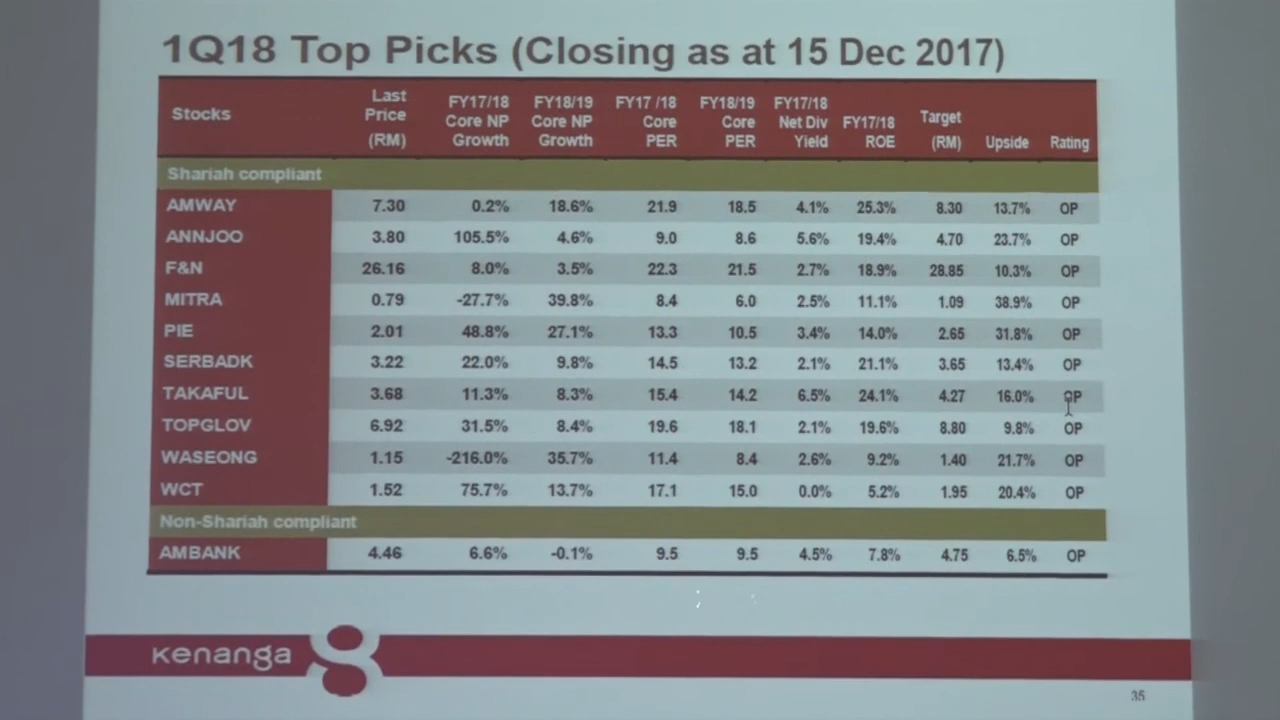 1Q18 Top Picks (Closing as at 15 Dec 2017)
Stocks Last Price (RM) FY17/18 Core NP Growth FY18/19 Core NP Growth FY17 /18 Core PER FY18/19 Core PER FY17/18 Net Div Yield FY17/18 ROE Target (RM) Upside Rating
Shariah compliant
AMWAY 7.30 0.2% 18.6% 21.9 18.5 4.1% 25.3% 8.30 13.7% OP
ANNJOO 3.80 105.5% 4.6% 9.0 8.6 5.6% 19.4% 4.70 23.7% OP
F&N 26.16 8.0% 3.5% 22.3 21.5 2.7% 18.9% 28.85 10.3% OP
MITRA 0.79 -27.7% 39.8% 8.4 6.0 2.5% 11.1% 1.09 38.9% OP
PIE 2.01 48.8% 27.1% 13.3 10.5 3.4% 14.0% 2.65 31.8% OP
SERBADK 3.22 22.0% 9.8% 14.5 13.2 2.1% 21.1% 3.65 13.4% OP
TAKAFUL 3.68 11.3% 8.3% 15.4 14.2 6.5% 24.1% 4.27 16.0% OP
TOPGLOV 6.92 31.5% 8.4% 19.6 18.1 2.1% 19.6% 8.80 9.8% OP
WASEONG 1.15 -216.0% 35.7% 11.4 8.4 2.6% 9.2% 1.40 21.7% OP
WCT 1.52 75.7% 13.7% 17.1 15.0 0.0% 5.2% 1.95 20.4% OP
Non-Shariah compliant
AMBANK 4.46 6.6% -0.1% 9.5 9.5 4.5% 7.8% 4.75 6.5% OP
kenanga
35